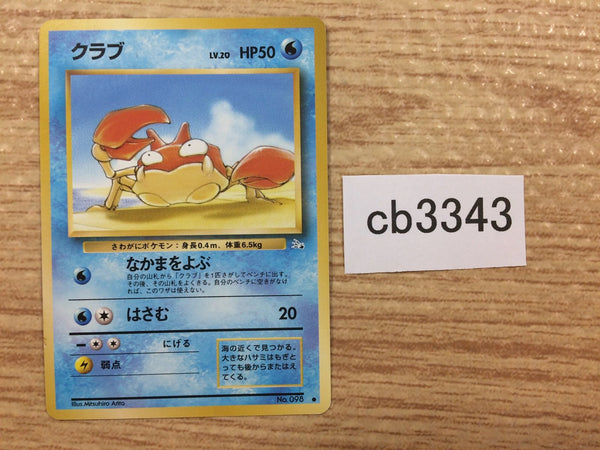 クラブ LV.20 HP50
さわがにポケモン：身長0.4m、体重6.5kg
なかまをよぶ
自分の山札から「クラブ」を1匹さがしてベンチに出す。
その後、その山札をよくきる。自分のベンチに空きがな
ければ、このワザは使えない。
はさむ 20
にげる
弱点
海の近くで見つかる。
大きなハサミはもぎと
っても後からまたはえ
てくる。
Illus. Mitsuhiro Arita
No.098
cb3343